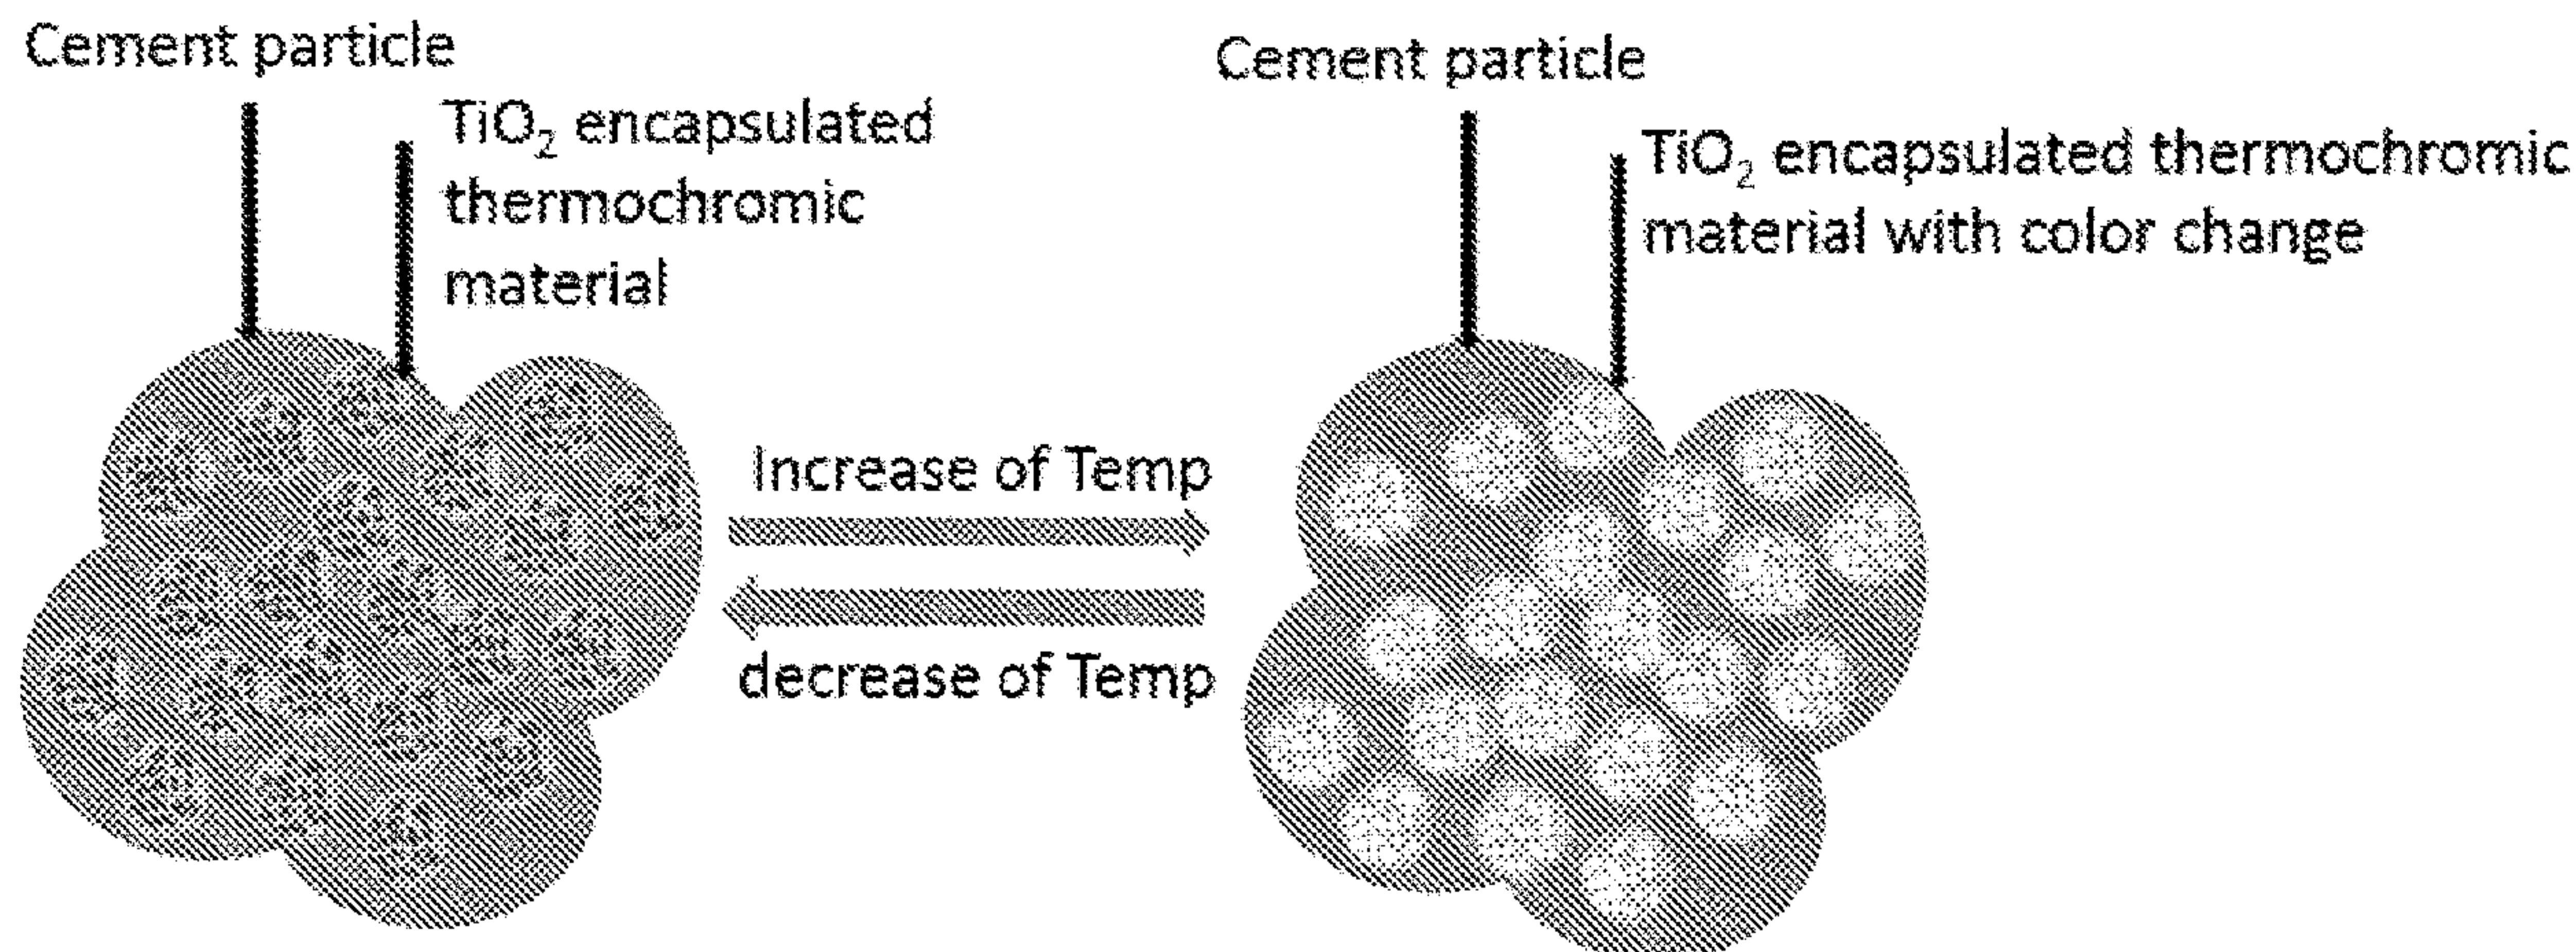 Cement particle
TiO₂ encapsulated
thermochromic
material
Increase of Temp
decrease of Temp
Cement particle
TiO₂ encapsulated thermochromic
material with color change